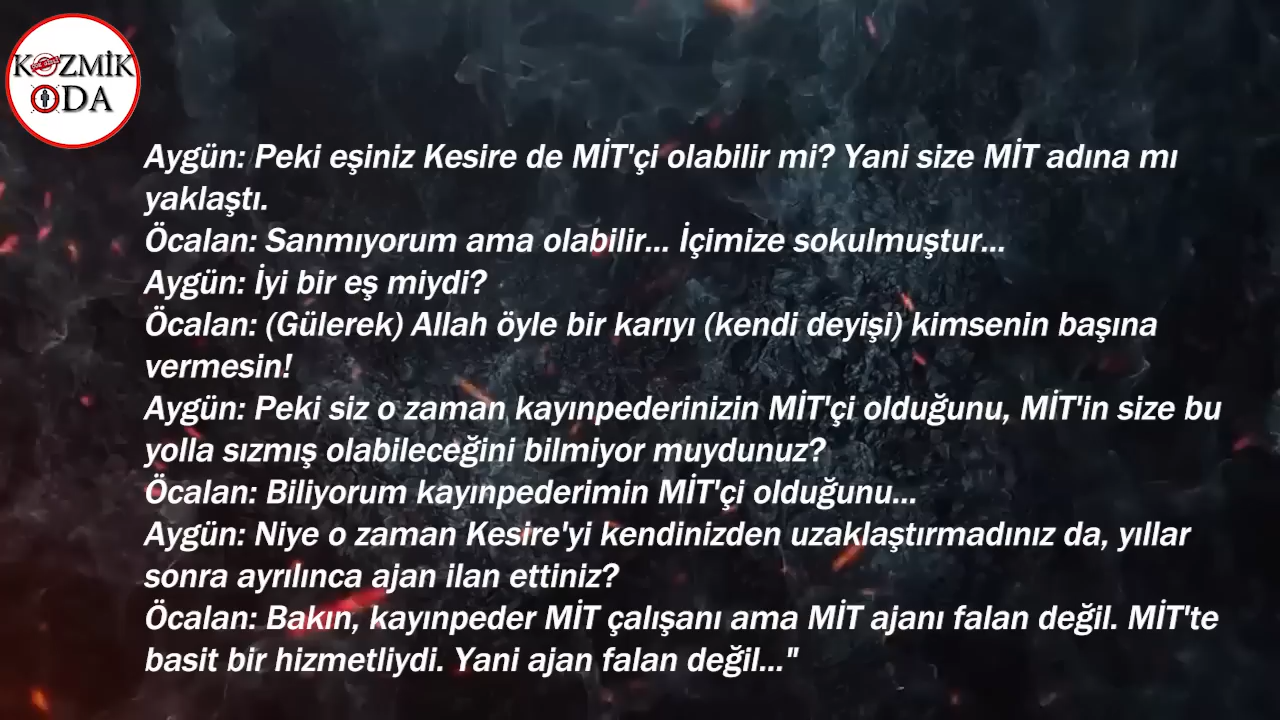 KOZMİK
ODA
Aygün: Peki eşiniz Kesire de MİT'çi olabilir mi? Yani size MİT adına mı
yaklaştı.
Öcalan: Sanmıyorum ama olabilir... İçimize sokulmuştur...
Aygün: İyi bir eş miydi?
Öcalan: (Gülerek) Allah öyle bir karıyı (kendi deyişi) kimsenin başına
vermesin!
Aygün: Peki siz o zaman kayınpederinizin MİT'çi olduğunu, MİT'in size bu
yolla sızmış olabileceğini bilmiyor muydunuz?
Öcalan: Biliyorum kayınpederimin MİT'çi olduğunu...
Aygün: Niye o zaman Kesire'yi kendinizden uzaklaştırmadınız da, yıllar
sonra ayrılınca ajan ilan ettiniz?
Öcalan: Bakın, kayınpeder MİT çalışanı ama MİT ajanı falan değil. MİT'te
basit bir hizmetliydi. Yani ajan falan değil..."